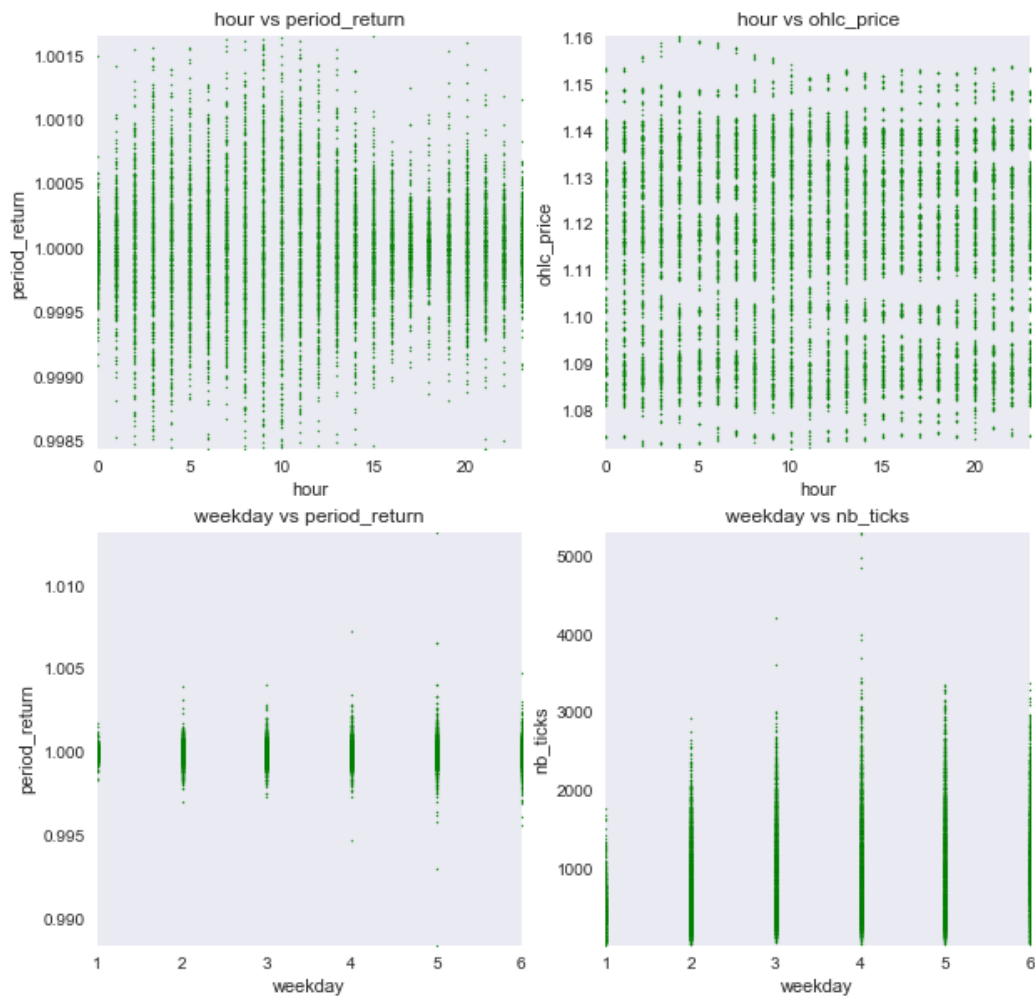 hour vs period_return
1.0015
1.0010
1.0005
1.0000
0.9995
0.9990
0.9985
period_return
0 5 10 15 20
hour
hour vs ohlc_price
1.16
1.15
1.14
1.13
1.12
1.11
1.10
1.09
1.08
ohlc_price
0 5 10 15 20
hour
weekday vs period_return
1.010
1.005
1.000
0.995
0.990
period_return
1 2 3 4 5 6
weekday
weekday vs nb_ticks
5000
4000
3000
2000
1000
nb_ticks
1 2 3 4 5 6
weekday